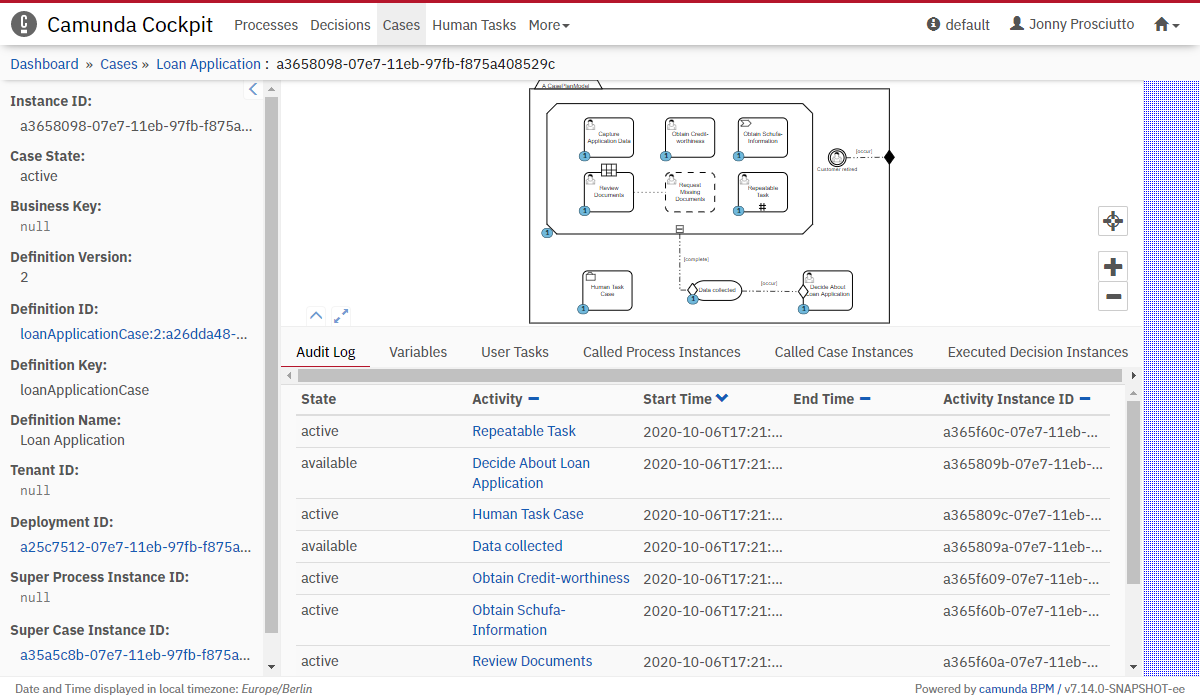 Camunda Cockpit
Processes Decisions Cases Human Tasks More
default Jonny Prosciutto
Dashboard » Cases » Loan Application : a3658098-07e7-11eb-97fb-f875a408529c
Instance ID:
a3658098-07e7-11eb-97fb-f875a...
Case State:
active
Business Key:
null
Definition Version:
2
Definition ID:
loanApplicationCase:2:a26dda48-...
Definition Key:
loanApplicationCase
Definition Name:
Loan Application
Tenant ID:
null
Deployment ID:
a25c7512-07e7-11eb-97fb-f875a...
Super Process Instance ID:
null
Super Case Instance ID:
a35a5c8b-07e7-11eb-97fb-f875a...
A CasePlanModel
Capture
Application Data
1
Obtain Credit-
worthiness
1
Obtain Schufa-
Information
1
Review
Documents
1
Request
Missing
Documents
Repeatable
Task
1
1
Customer retired
[occur]
[complete]
Human Task
Case
1
Data collected
1
[occur]
Decide About
Loan Application
1
Audit Log Variables User Tasks Called Process Instances Called Case Instances Executed Decision Instances
State Activity Start Time End Time Activity Instance ID
active Repeatable Task 2020-10-06T17:21:... a365f60c-07e7-11eb-...
available Decide About Loan
Application 2020-10-06T17:21:... a365809b-07e7-11eb-...
active Human Task Case 2020-10-06T17:21:... a365809c-07e7-11eb-...
available Data collected 2020-10-06T17:21:... a365809a-07e7-11eb-...
active Obtain Credit-worthiness 2020-10-06T17:21:... a365f609-07e7-11eb-...
active Obtain Schufa-
Information 2020-10-06T17:21:... a365f60b-07e7-11eb-...
active Review Documents 2020-10-06T17:21:... a365f60a-07e7-11eb-...
Date and Time displayed in local timezone: Europe/Berlin
Powered by camunda BPM / v7.14.0-SNAPSHOT-ee